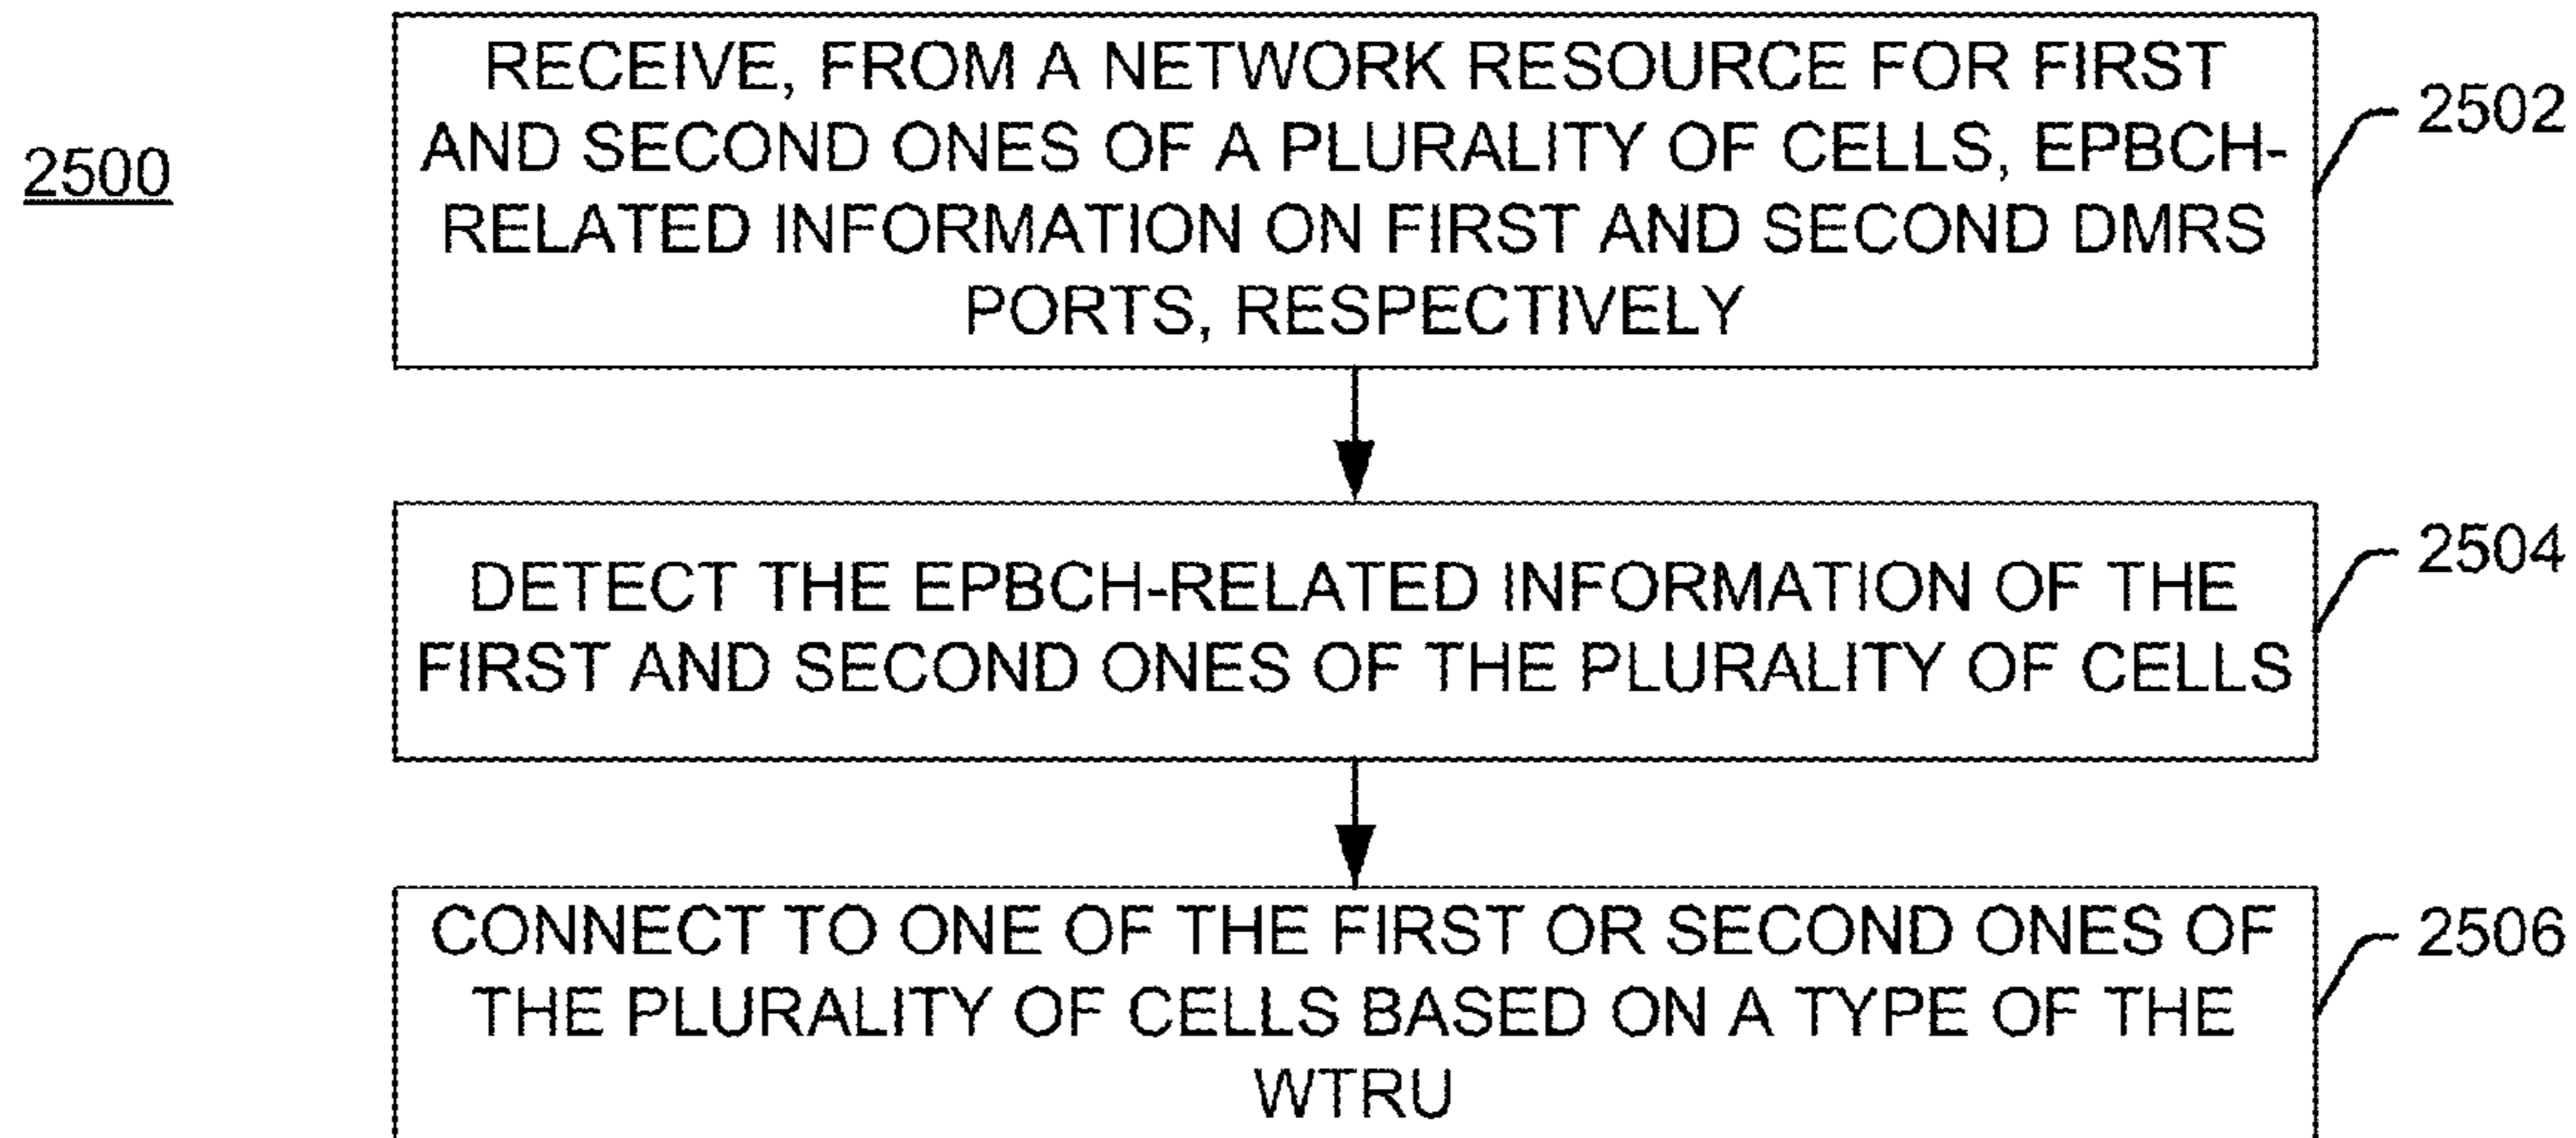 2500
RECEIVE, FROM A NETWORK RESOURCE FOR FIRST
AND SECOND ONES OF A PLURALITY OF CELLS, EPBCH-
RELATED INFORMATION ON FIRST AND SECOND DMRS
PORTS, RESPECTIVELY
2502
DETECT THE EPBCH-RELATED INFORMATION OF THE
FIRST AND SECOND ONES OF THE PLURALITY OF CELLS
2504
CONNECT TO ONE OF THE FIRST OR SECOND ONES OF
THE PLURALITY OF CELLS BASED ON A TYPE OF THE
WTRU
2506